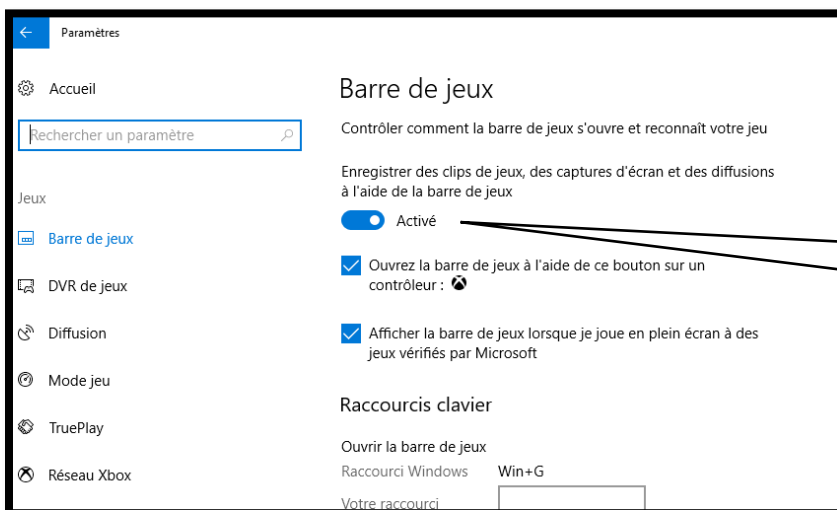 Paramètres
Accueil
Rechercher un paramètre
Jeux
Barre de jeux
DVR de jeux
Diffusion
Mode jeu
TruePlay
Réseau Xbox
Barre de jeux
Contrôler comment la barre de jeux s'ouvre et reconnaît votre jeu
Enregistrer des clips de jeux, des captures d'écran et des diffusions
à l'aide de la barre de jeux
Activé
Ouvrez la barre de jeux à l'aide de ce bouton sur un
contrôleur :
Afficher la barre de jeux lorsque je joue en plein écran à des
jeux vérifiés par Microsoft
Raccourcis clavier
Ouvrir la barre de jeux
Raccourci Windows Win+G
Votre raccourci